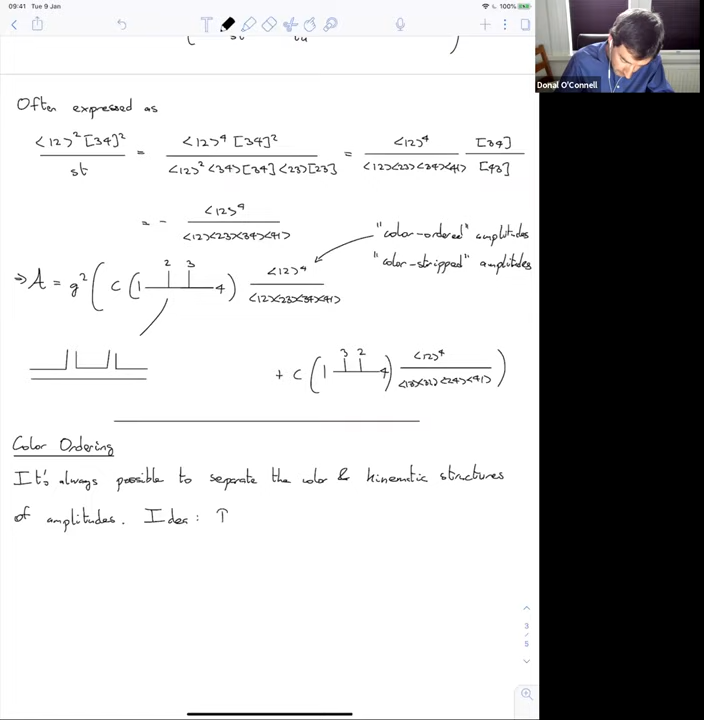 09:41 Tue 9 Jan
100%
Donal O'Connell
Often expressed as
<12>² [34]² / st = <12>⁴ [34]² / <12>² <34>[34] <23>[23] = <12>⁴ / <12><23><34><41> [34] / [43]
= - <12>⁴ / <12><23><34><41>
"color-ordered" amplitudes
"color-stripped" amplitudes
⇒ A = g² ( C ( 1 2 3 4 ) <12>⁴ / <12><23><34><41>
+ C ( 1 3 2 4 ) <12>⁴ / <13><32><24><41> )
Color Ordering
It's always possible to separate the color & kinematic structures
of amplitudes. Idea: T
3
/
5